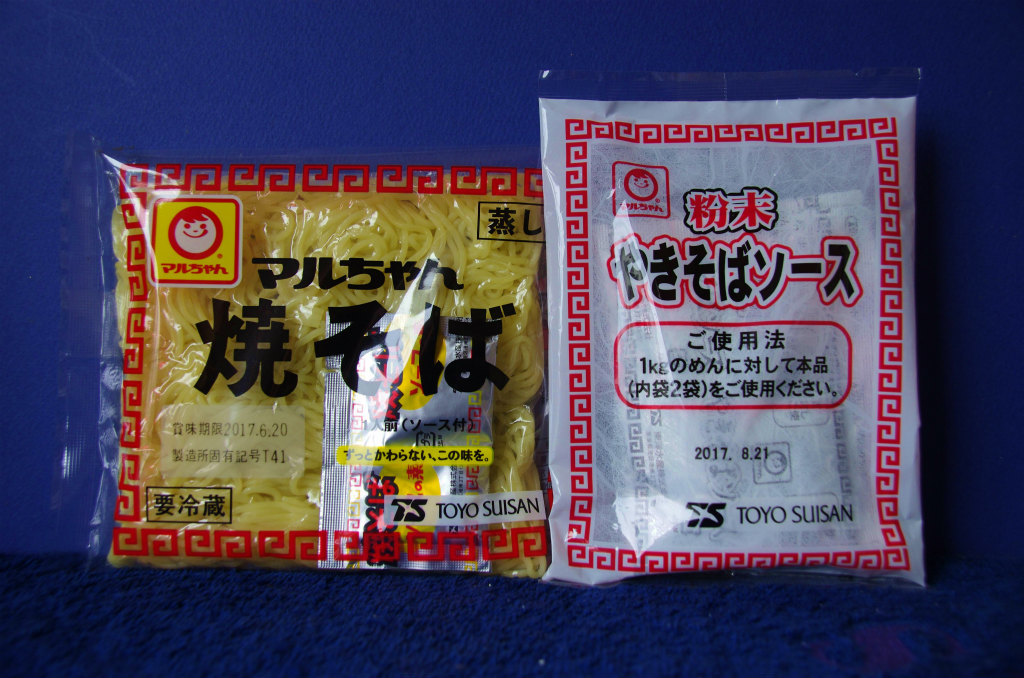 マルちゃん
蒸し
マルちゃん
焼そば
1人前(ソース付)
ずっとかわらない、この味を。
賞味期限2017.6.20
製造所固有記号T41
要冷蔵
TS TOYO SUISAN
マルちゃん
粉末
やきそばソース
ご使用法
1kgのめんに対して本品
(内袋2袋)をご使用ください。
2017. 8.21
TS TOYO SUISAN